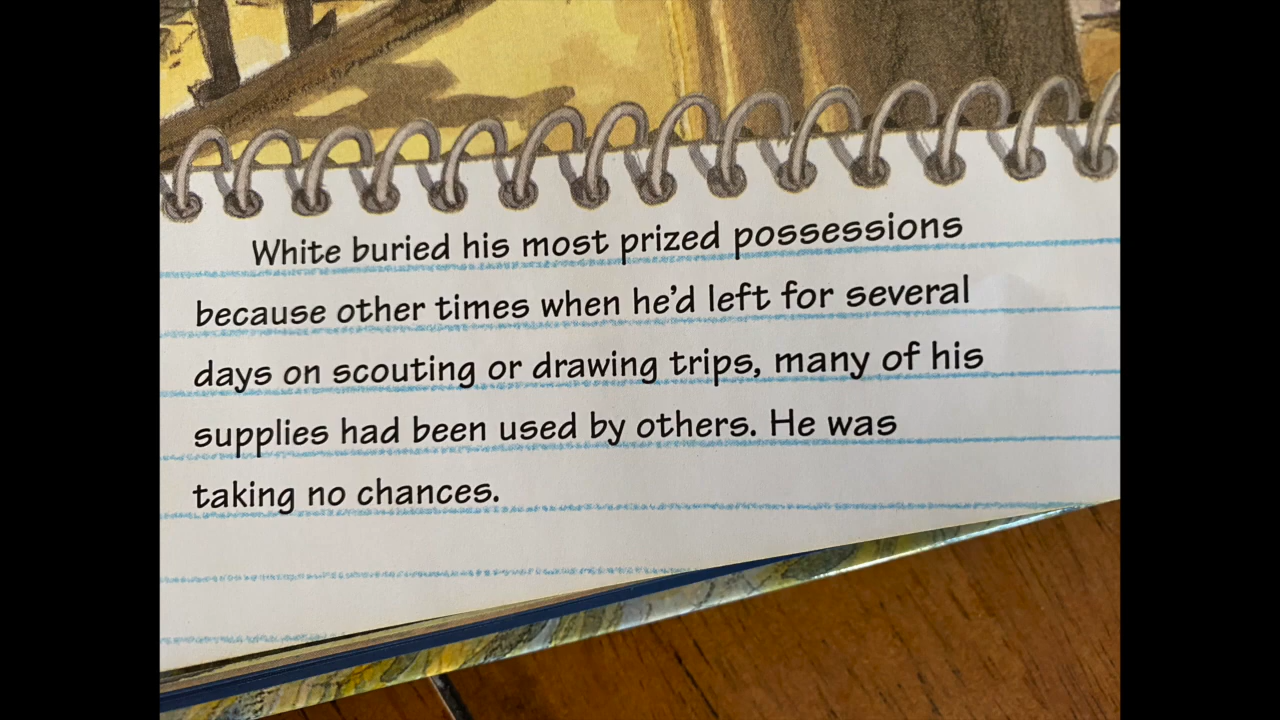 White buried his most prized possessions
because other times when he'd left for several
days on scouting or drawing trips, many of his
supplies had been used by others. He was
taking no chances.